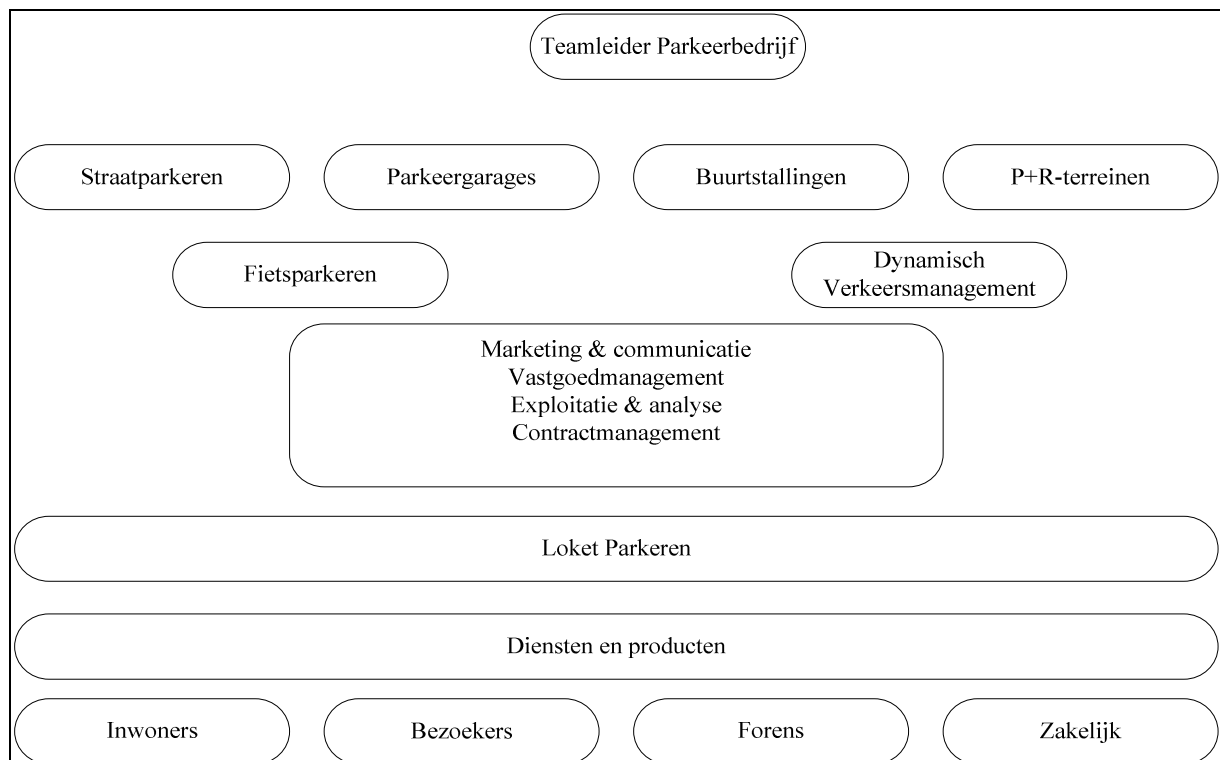 Teamleider Parkeerbedrijf
Straatparkeren
Parkeergarages
Buurtstallingen
P+R-terreinen
Fietsparkeren
Dynamisch
Verkeersmanagement
Marketing & communicatie
Vastgoedmanagement
Exploitatie & analyse
Contractmanagement
Loket Parkeren
Diensten en producten
Inwoners
Bezoekers
Forens
Zakelijk